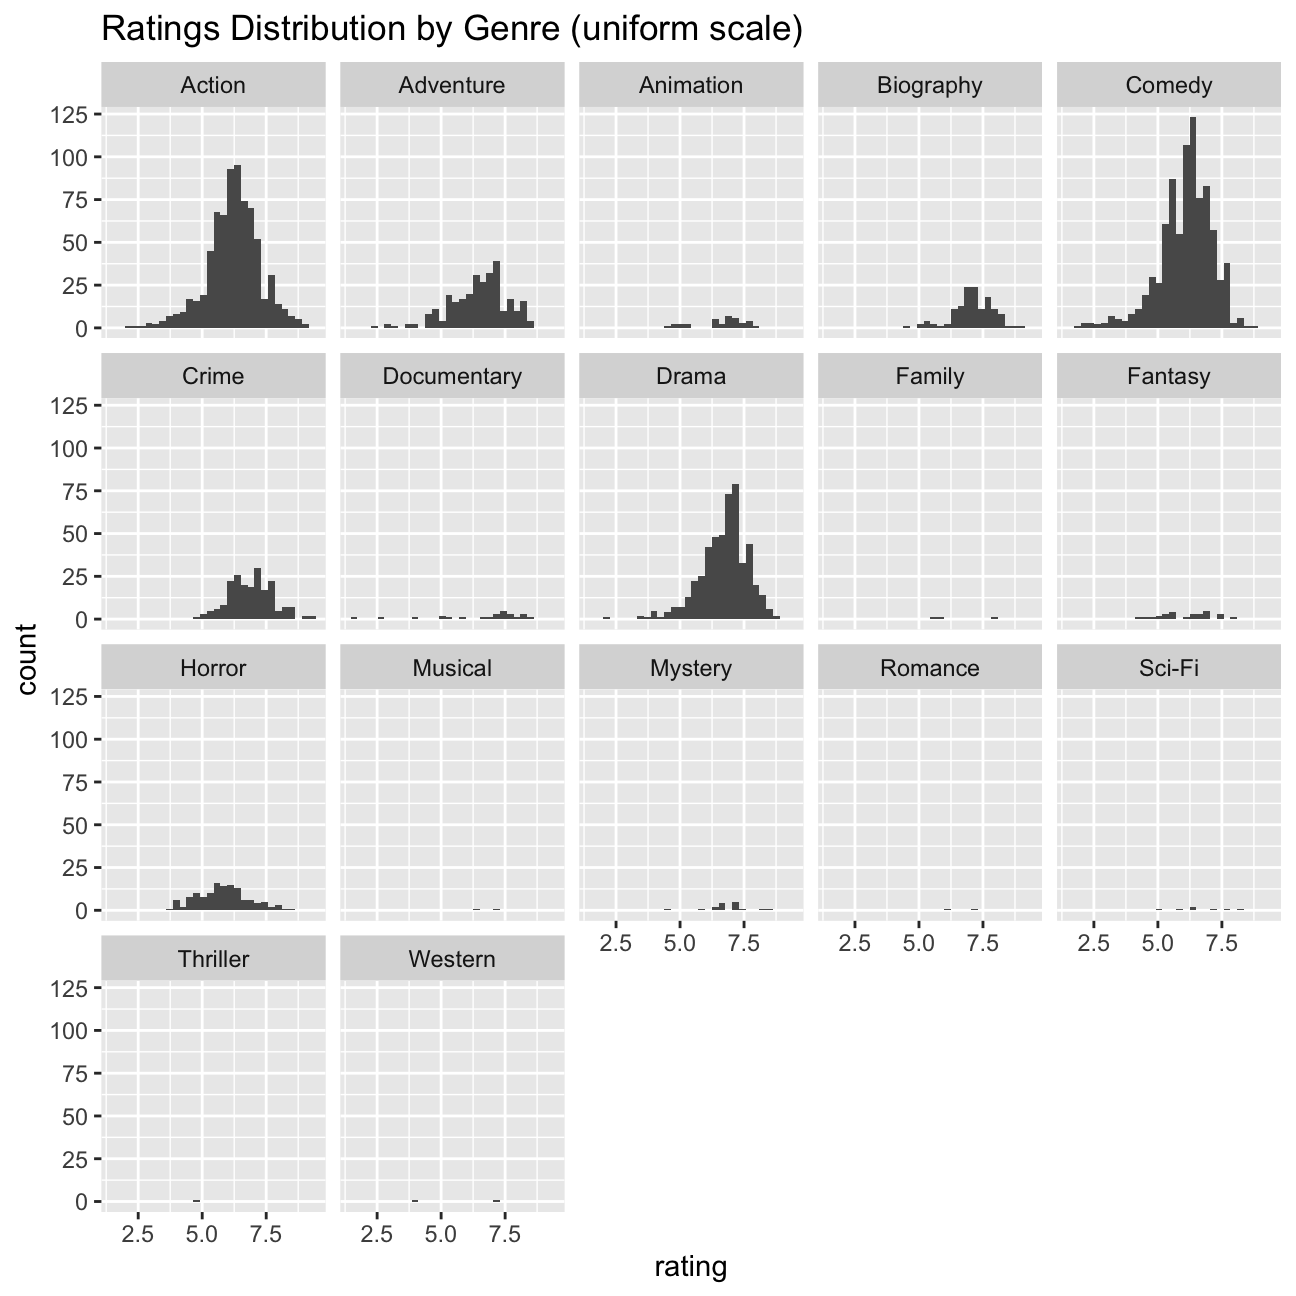 Ratings Distribution by Genre (uniform scale)
Action Adventure Animation Biography Comedy
125
100
75
50
25
0
Crime Documentary Drama Family Fantasy
125
100
75
50
25
0
count
Horror Musical Mystery Romance Sci-Fi
125
100
75
50
25
0
2.5 5.0 7.5 2.5 5.0 7.5 2.5 5.0 7.5
Thriller Western
125
100
75
50
25
0
2.5 5.0 7.5 2.5 5.0 7.5
rating